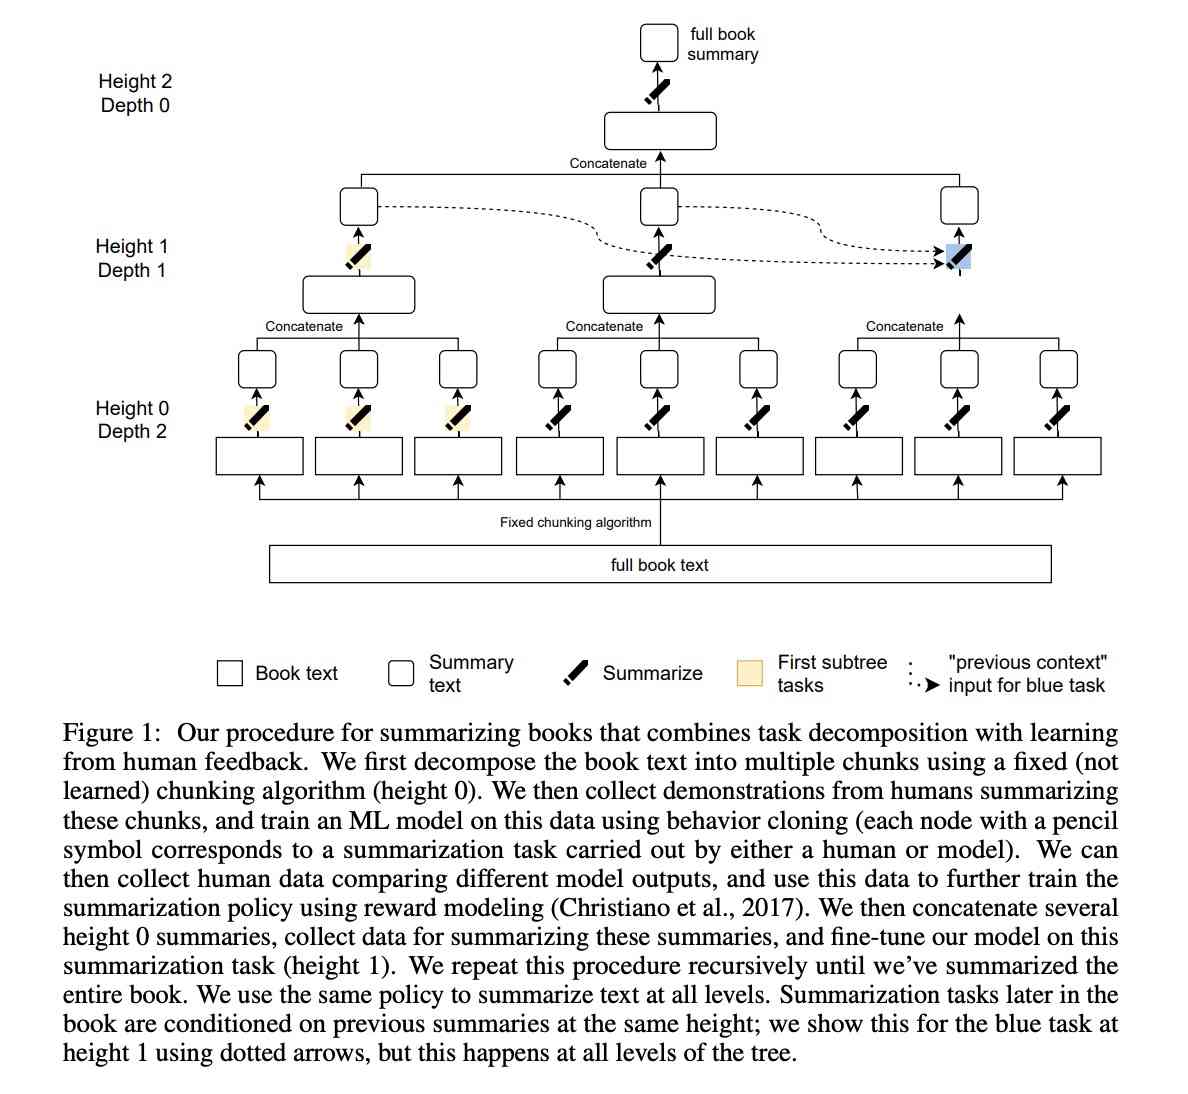 full book
summary
Height 2
Depth 0
Concatenate
Height 1
Depth 1
Concatenate
Concatenate
Concatenate
Height 0
Depth 2
Fixed chunking algorithm
full book text
Book text
Summary
text
Summarize
First subtree
tasks
"previous context"
input for blue task
Figure 1: Our procedure for summarizing books that combines task decomposition with learning
from human feedback. We first decompose the book text into multiple chunks using a fixed (not
learned) chunking algorithm (height 0). We then collect demonstrations from humans summarizing
these chunks, and train an ML model on this data using behavior cloning (each node with a pencil
symbol corresponds to a summarization task carried out by either a human or model). We can
then collect human data comparing different model outputs, and use this data to further train the
summarization policy using reward modeling (Christiano et al., 2017). We then concatenate several
height 0 summaries, collect data for summarizing these summaries, and fine-tune our model on this
summarization task (height 1). We repeat this procedure recursively until we've summarized the
entire book. We use the same policy to summarize text at all levels. Summarization tasks later in the
book are conditioned on previous summaries at the same height; we show this for the blue task at
height 1 using dotted arrows, but this happens at all levels of the tree.